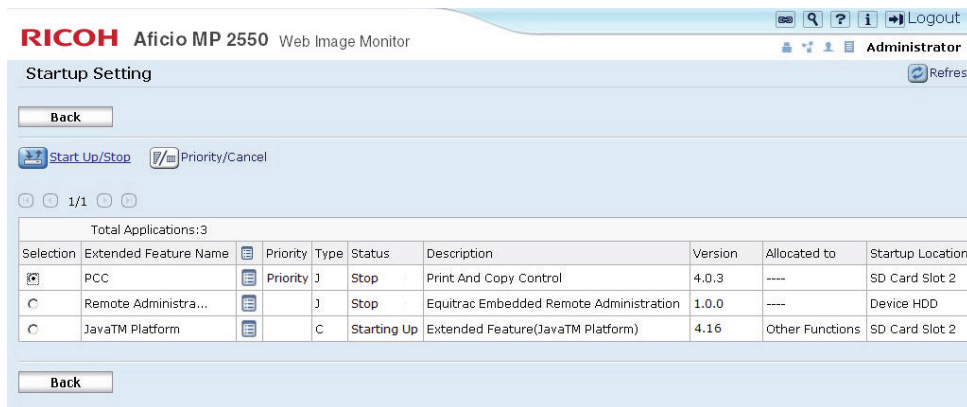 Logout
RICOH Aficio MP 2550 Web Image Monitor
Administrator
Startup Setting
Refres
Back
Start Up/Stop Priority/Cancel
1/1
Total Applications:3
Selection Extended Feature Name Priority Type Status Description Version Allocated to Startup Location
PCC Priority J Stop Print And Copy Control 4.0.3 ---- SD Card Slot 2
Remote Administra... J Stop Equitrac Embedded Remote Administration 1.0.0 ---- Device HDD
JavaTM Platform C Starting Up Extended Feature(JavaTM Platform) 4.16 Other Functions SD Card Slot 2
Back